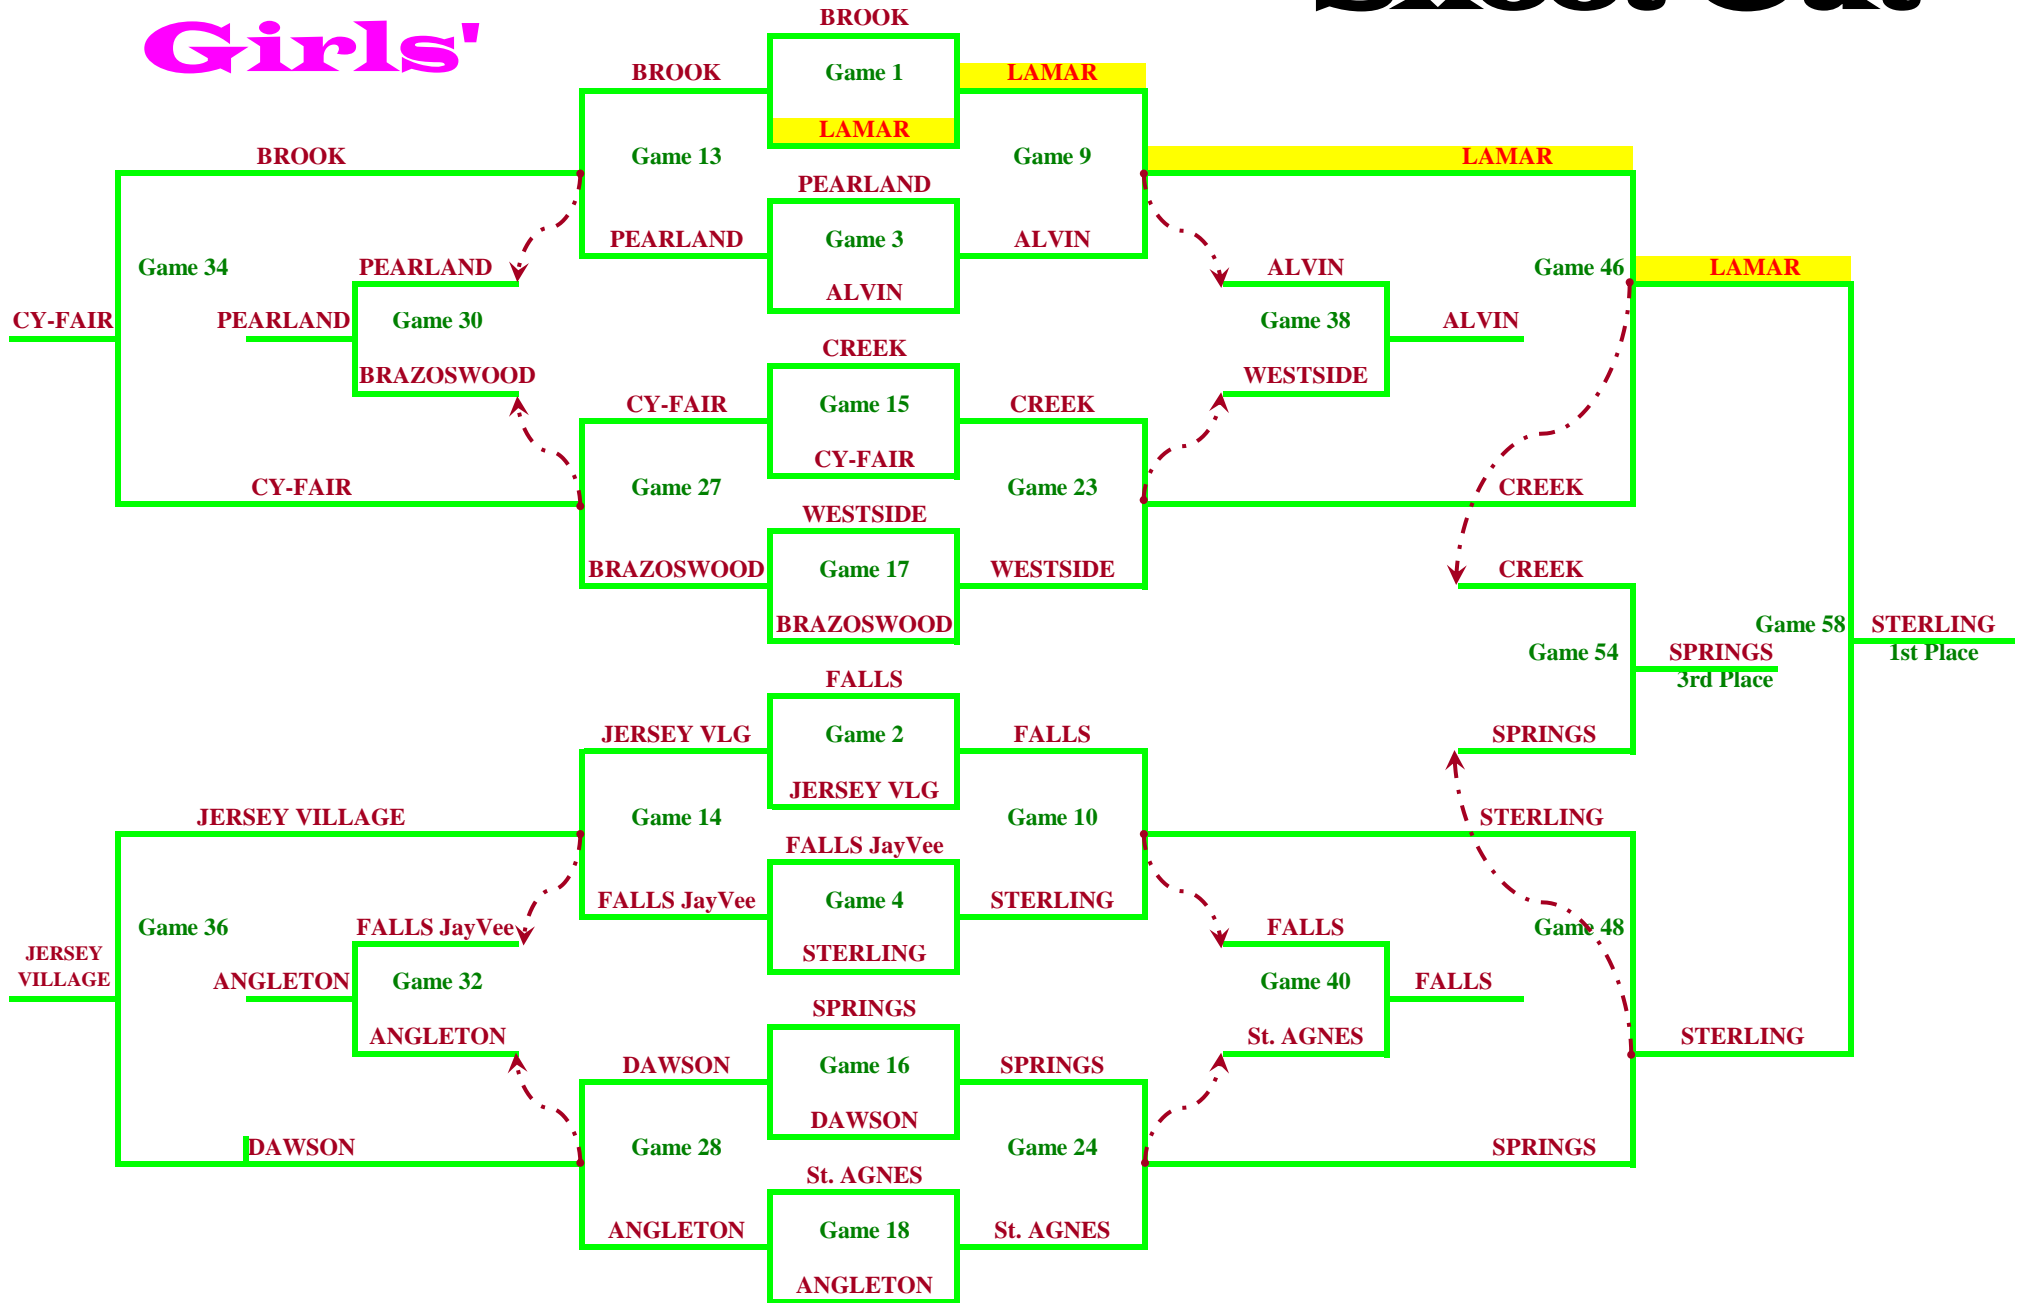 Shoot Out
Girls'
BROOK
BROOK
Game 1
LAMAR
LAMAR
BROOK
Game 13
Game 9
LAMAR
PEARLAND
PEARLAND
Game 3
ALVIN
Game 34
PEARLAND
ALVIN
Game 46
LAMAR
ALVIN
CY-FAIR
PEARLAND
Game 30
Game 38
ALVIN
CREEK
BRAZOSWOOD
WESTSIDE
CY-FAIR
Game 15
CREEK
CY-FAIR
CY-FAIR
Game 27
Game 23
CREEK
WESTSIDE
BRAZOSWOOD
Game 17
WESTSIDE
CREEK
BRAZOSWOOD
Game 58
STERLING
Game 54
SPRINGS
1st Place
3rd Place
FALLS
JERSEY VLG
Game 2
FALLS
SPRINGS
JERSEY VLG
JERSEY VILLAGE
Game 14
Game 10
STERLING
FALLS JayVee
FALLS JayVee
Game 4
STERLING
Game 36
FALLS JayVee
FALLS
Game 48
STERLING
JERSEY
VILLAGE
ANGLETON
Game 32
Game 40
FALLS
SPRINGS
ANGLETON
St. AGNES
STERLING
DAWSON
Game 16
SPRINGS
DAWSON
DAWSON
Game 28
Game 24
SPRINGS
St. AGNES
ANGLETON
Game 18
St. AGNES
ANGLETON